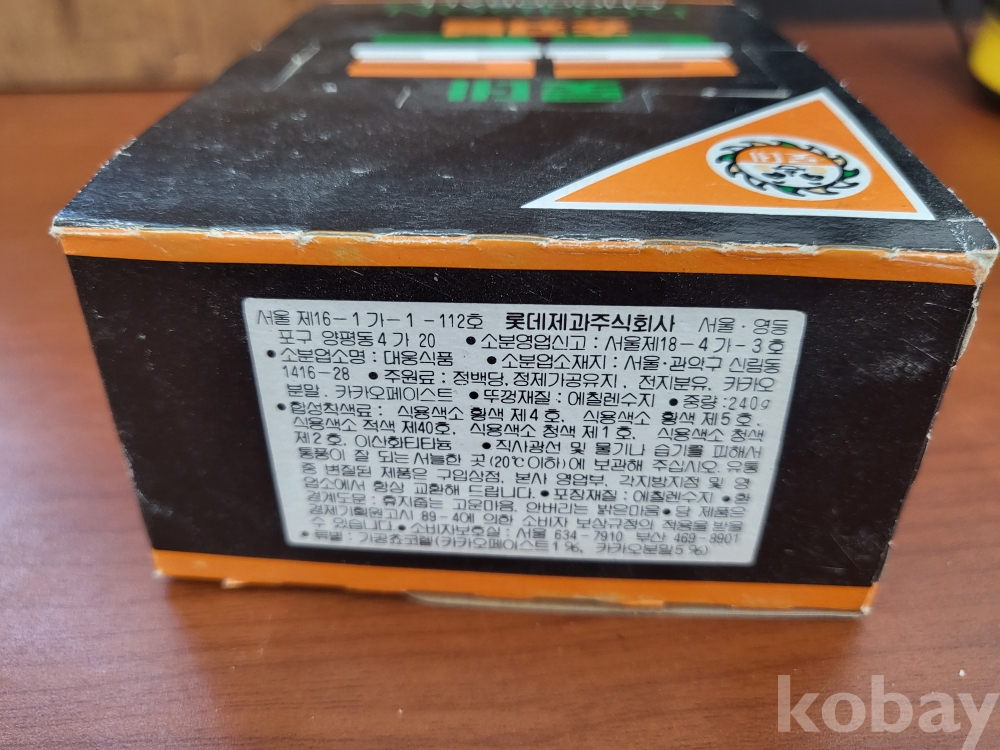 롯데
서울 제16-1가-1-112호 롯데제과주식회사 서울·영등
포구 양평동4가 20 ●소분영업신고 : 서울제18-4가-3호
●소분업소명 : 대웅식품 ●소분업소재지 : 서울·관악구 신림동
1416-28 ●주원료 : 정백당, 정제가공유지, 전지분유, 카카오
분말, 카카오페이스트 ●뚜껑재질 : 에칠렌수지 ●중량:240g
●합성착색료 : 식용색소 황색 제4호, 식용색소 황색 제5호,
식용색소 적색 제40호, 식용색소 청색 제1호, 식용색소 청색
제2호, 이산화티타늄 ●직사광선 및 물기나 습기를 피해서
통풍이 잘 되는 서늘한 곳(20℃이하)에 보관해 주십시오. 유통
중 변질된 제품은 구입상점, 본사 영업부, 각지방지점 및 영
업소에서 항상 교환해 드립니다. ●포장재질 : 에칠렌수지 ●환
경계도문 : 휴지줍는 고운마음, 안버리는 밝은마음 ●당 제품은
경제기획원고시 89-4에 의한 소비자 보상규정의 적용을 받을
수 있습니다. ●소비자보호실 : 서울 634-7910 부산 469-8901
●유별 : 가공쵸코렡(카카오페이스트1%, 카카오분말5%)
kobay